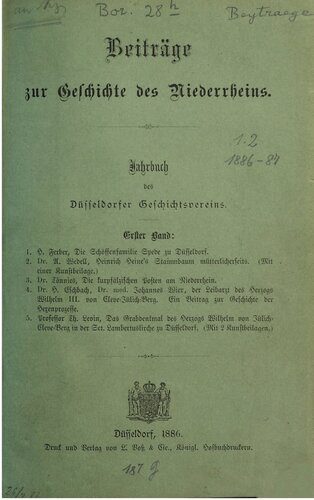 Bor. 28 h
Beytraege
Beiträge
zur Geschichte des Niederrheins.
1.2
1886-87
Jahrbuch
des
Düsseldorfer Geschichtsvereins.
Erster Band:
1. H. Ferber, Die Schöffenfamilie Spede zu Düsseldorf.
2. Dr. A. Wedell, Heinrich Heine's Stammbaum mütterlicherseits. (Mit
einer Kunstbeilage.)
3. Dr. Tönnies, Die kurpfälzischen Posten am Niederrhein.
4. Dr. H. Eschbach, Dr. med. Johannes Wier, der Leibarzt des Herzogs
Wilhelm III. von Cleve-Jülich-Berg. Ein Beitrag zur Geschichte der
Hexenprozesse.
5. Professor Th. Levin, Das Grabdenkmal des Herzogs Wilhelm von Jülich-
Cleve-Berg in der Sct. Lambertuskirche zu Düsseldorf. (Mit 2 Kunstbeilagen.)
Düsseldorf, 1886.
Druck und Verlag von L. Voß & Cie., Königl. Hofbuchdruckern.
187 g